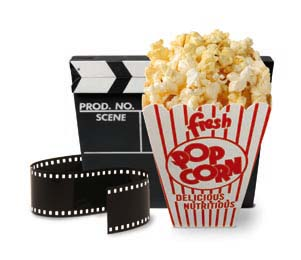 PROD. NO.
SCENE
fresh
POP
CORN
DELICIOUS
NUTRITIOUS